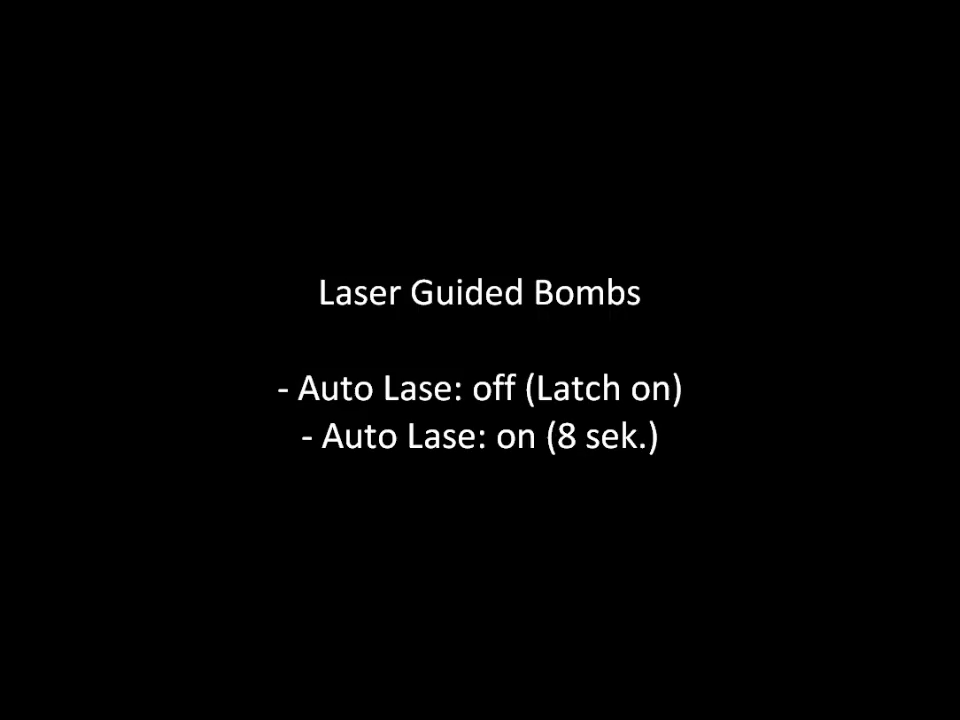 Laser Guided Bombs
- Auto Lase: off (Latch on)
- Auto Lase: on (8 sek.)